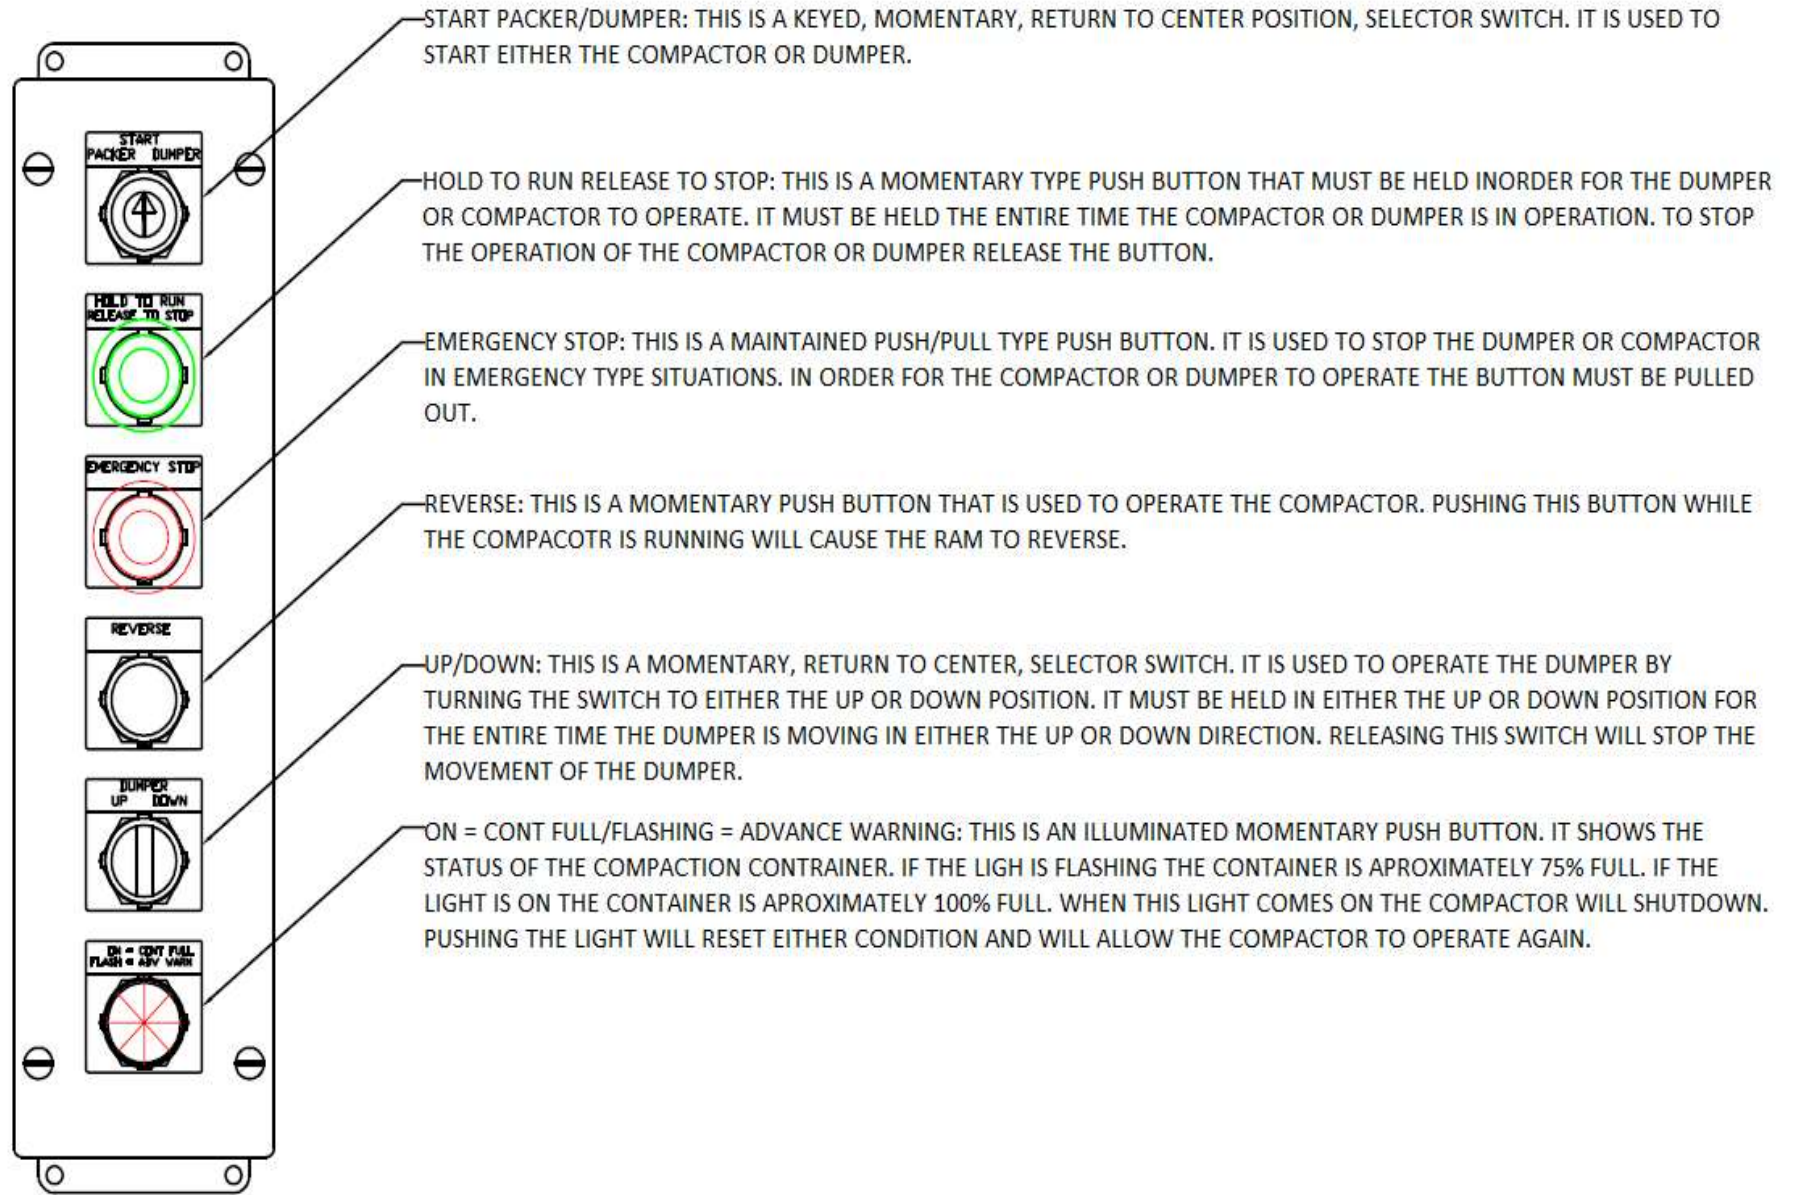 START PACKER/DUMPER: THIS IS A KEYED, MOMENTARY, RETURN TO CENTER POSITION, SELECTOR SWITCH. IT IS USED TO
START EITHER THE COMPACTOR OR DUMPER.
START
PACKER DUMPER
HOLD TO RUN RELEASE TO STOP: THIS IS A MOMENTARY TYPE PUSH BUTTON THAT MUST BE HELD INORDER FOR THE DUMPER
OR COMPACTOR TO OPERATE. IT MUST BE HELD THE ENTIRE TIME THE COMPACTOR OR DUMPER IS IN OPERATION. TO STOP
THE OPERATION OF THE COMPACTOR OR DUMPER RELEASE THE BUTTON.
HOLD TO RUN
RELEASE TO STOP
EMERGENCY STOP: THIS IS A MAINTAINED PUSH/PULL TYPE PUSH BUTTON. IT IS USED TO STOP THE DUMPER OR COMPACTOR
IN EMERGENCY TYPE SITUATIONS. IN ORDER FOR THE COMPACTOR OR DUMPER TO OPERATE THE BUTTON MUST BE PULLED
OUT.
EMERGENCY STOP
REVERSE: THIS IS A MOMENTARY PUSH BUTTON THAT IS USED TO OPERATE THE COMPACTOR. PUSHING THIS BUTTON WHILE
THE COMPACOTR IS RUNNING WILL CAUSE THE RAM TO REVERSE.
REVERSE
UP/DOWN: THIS IS A MOMENTARY, RETURN TO CENTER, SELECTOR SWITCH. IT IS USED TO OPERATE THE DUMPER BY
TURNING THE SWITCH TO EITHER THE UP OR DOWN POSITION. IT MUST BE HELD IN EITHER THE UP OR DOWN POSITION FOR
THE ENTIRE TIME THE DUMPER IS MOVING IN EITHER THE UP OR DOWN DIRECTION. RELEASING THIS SWITCH WILL STOP THE
MOVEMENT OF THE DUMPER.
DUMPER
UP DOWN
ON = CONT FULL/FLASHING = ADVANCE WARNING: THIS IS AN ILLUMINATED MOMENTARY PUSH BUTTON. IT SHOWS THE
STATUS OF THE COMPACTION CONTRAINER. IF THE LIGH IS FLASHING THE CONTAINER IS APROXIMATELY 75% FULL. IF THE
LIGHT IS ON THE CONTAINER IS APROXIMATELY 100% FULL. WHEN THIS LIGHT COMES ON THE COMPACTOR WILL SHUTDOWN.
PUSHING THE LIGHT WILL RESET EITHER CONDITION AND WILL ALLOW THE COMPACTOR TO OPERATE AGAIN.
ON = CONT FULL
FLASH = ADV WARN